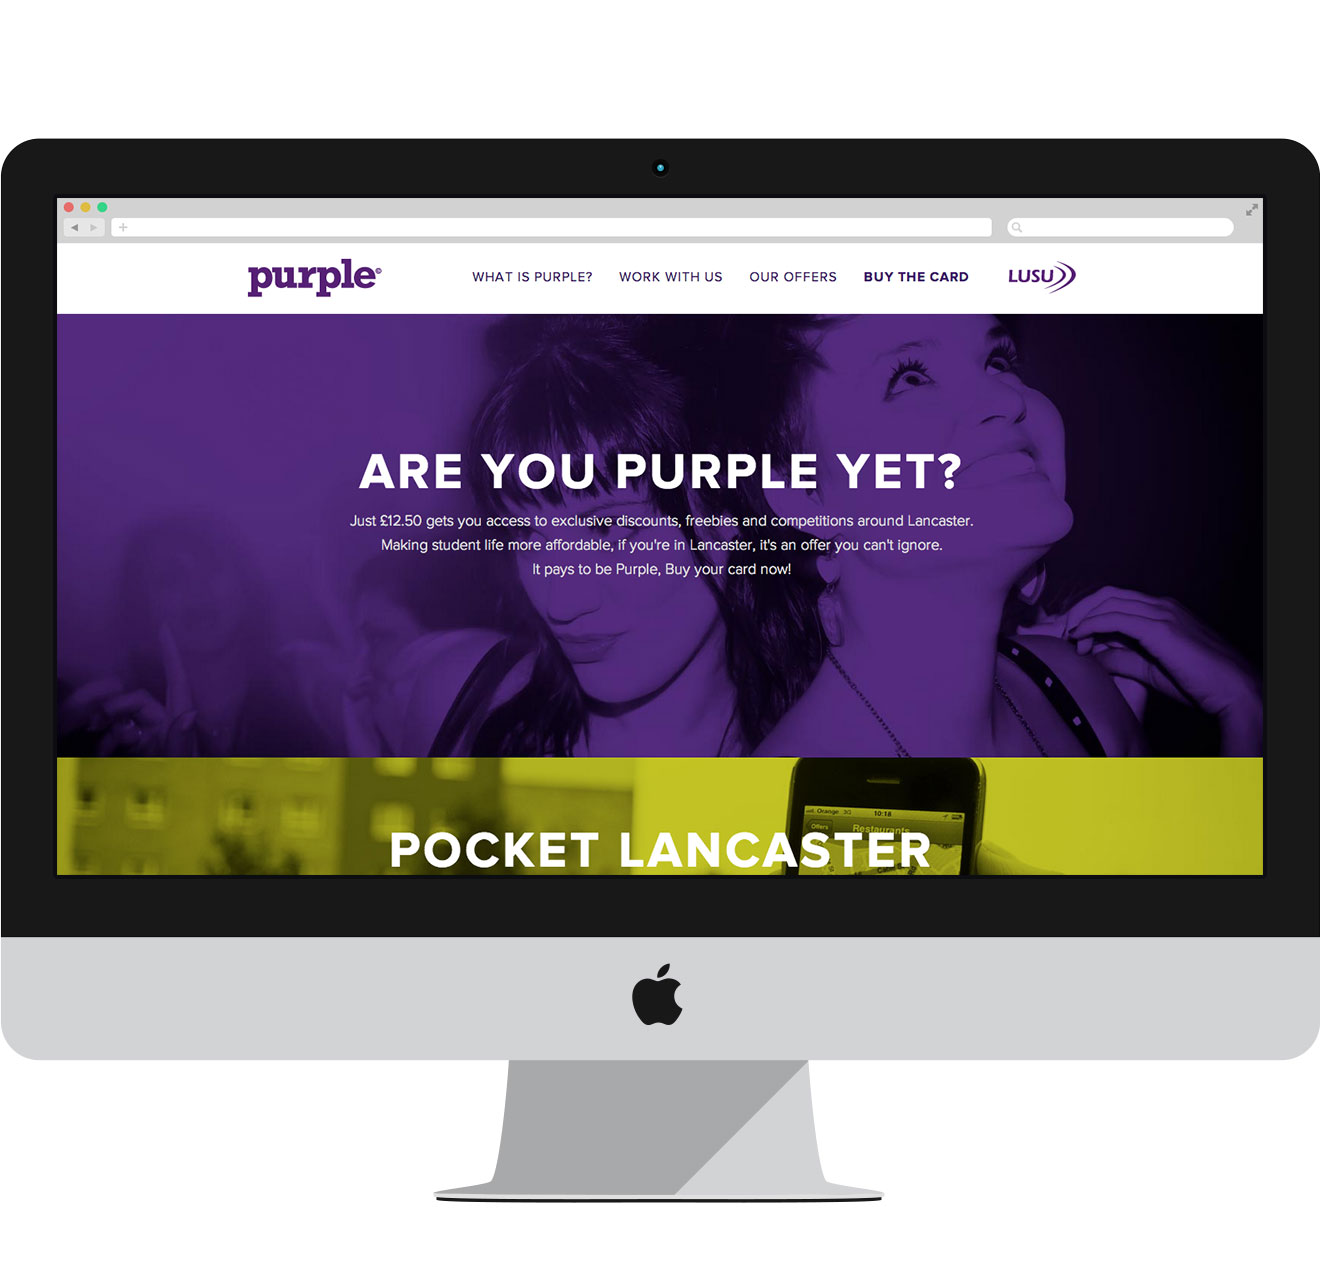 purple©
WHAT IS PURPLE? WORK WITH US OUR OFFERS BUY THE CARD
LUSU
ARE YOU PURPLE YET?
Just £12.50 gets you access to exclusive discounts, freebies and competitions around Lancaster.
Making student life more affordable, if you're in Lancaster, it's an offer you can't ignore.
It pays to be Purple, Buy your card now!
Orange 3G 10:18
Offers Restaurants
POCKET LANCASTER